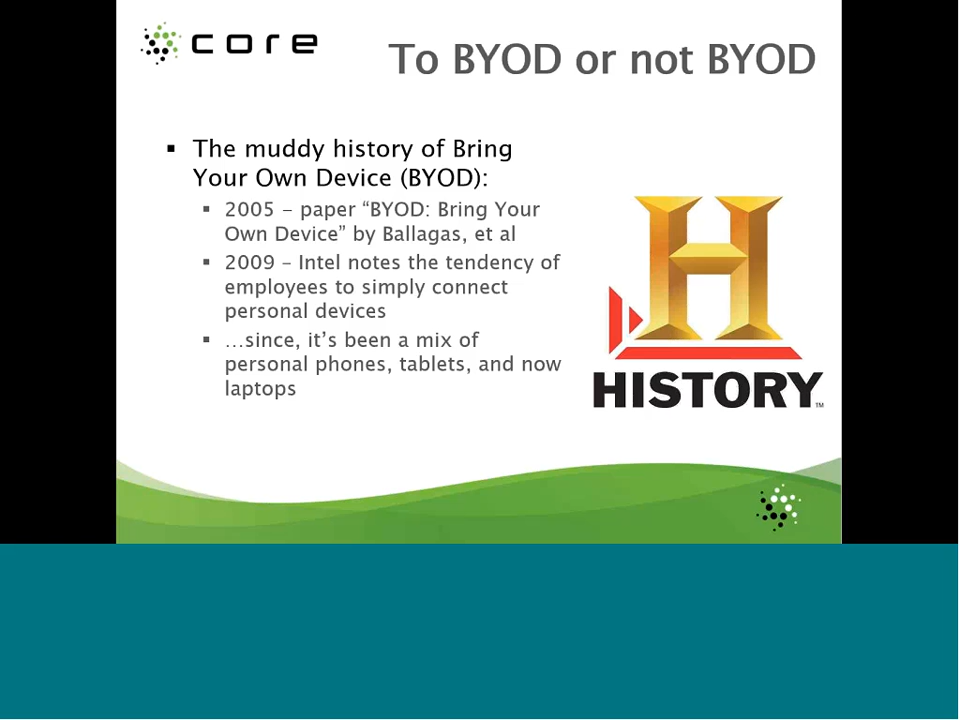 core
To BYOD or not BYOD
▪ The muddy history of Bring
Your Own Device (BYOD):
▪ 2005 – paper “BYOD: Bring Your
Own Device” by Ballagas, et al
▪ 2009 – Intel notes the tendency of
employees to simply connect
personal devices
▪ …since, it’s been a mix of
personal phones, tablets, and now
laptops
H
HISTORY™